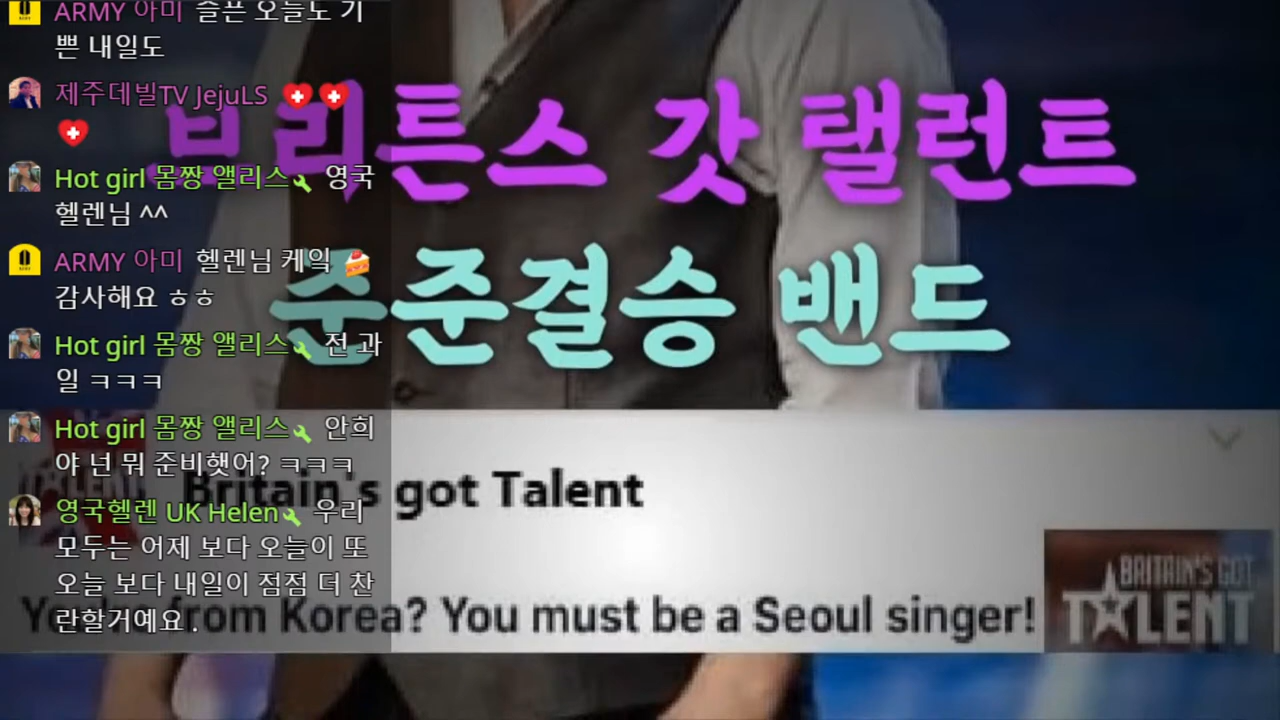 ARMY 아미 슬픈 오늘도 기
쁜 내일도
제주데빌TV JejuLS
Hot girl 몸짱 앨리스 영국
헬렌님 ^^
ARMY 아미 헬렌님 케익 🍰
감사해요 ㅎㅎ
Hot girl 몸짱 앨리스 전 과
일 ㅋㅋㅋ
Hot girl 몸짱 앨리스 안희
야 넌 뭐 준비햇어? ㅋㅋㅋ
영국헬렌 UK Helen 우리
모두는 어제 보다 오늘이 또
오늘 보다 내일이 점점 더 찬
란할거예요 .
브리튼스 갓 탤런트
준준결승 밴드
Britain's got Talent
from Korea? You must be a Seoul singer!
BRITAIN'S GOT
TALENT